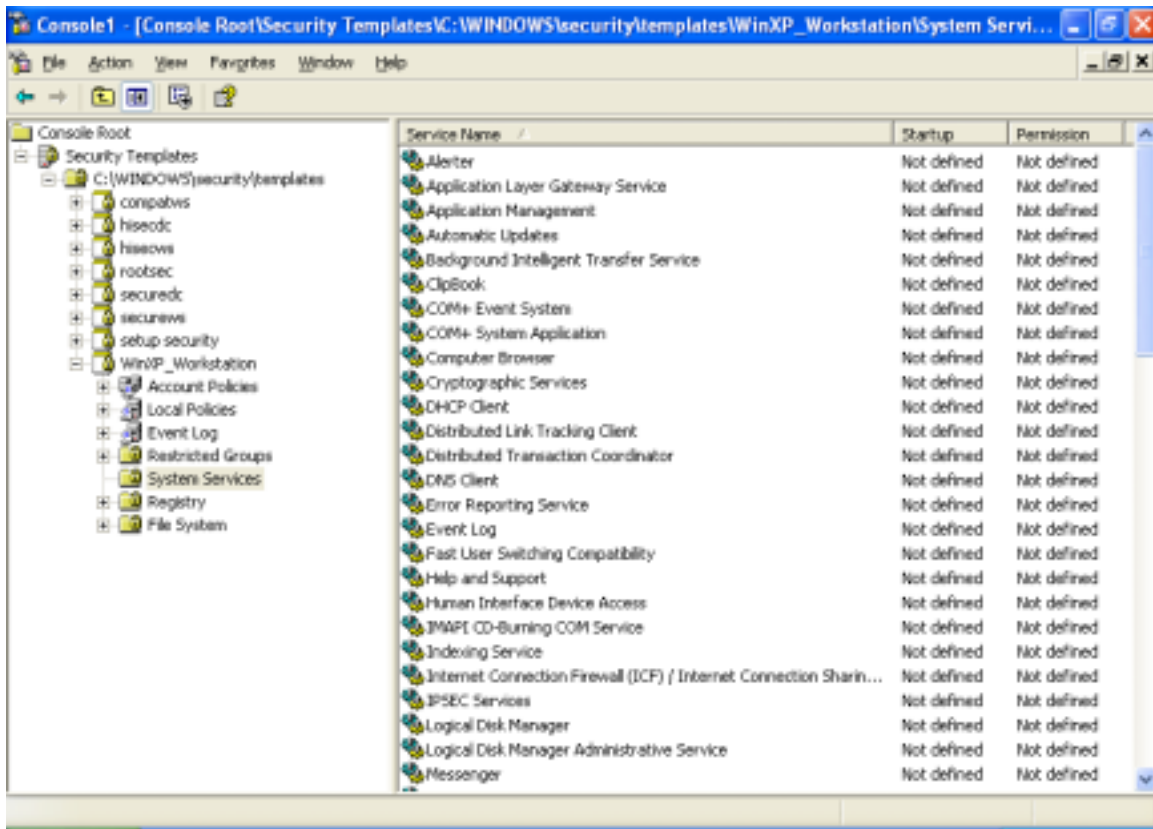 Console1 - [Console Root\Security Templates\C:\WINDOWS\security\templates\WinXP_Workstation\System Servi...
File Action View Favorites Window Help
Console Root
Security Templates
C:\WINDOWS\security\templates
compatws
hisecdc
hisecws
rootsec
securedc
securews
setup security
WinXP_Workstation
Account Policies
Local Policies
Event Log
Restricted Groups
System Services
Registry
File System
Service Name Startup Permission
Alerter Not defined Not defined
Application Layer Gateway Service Not defined Not defined
Application Management Not defined Not defined
Automatic Updates Not defined Not defined
Background Intelligent Transfer Service Not defined Not defined
ClipBook Not defined Not defined
COM+ Event System Not defined Not defined
COM+ System Application Not defined Not defined
Computer Browser Not defined Not defined
Cryptographic Services Not defined Not defined
DHCP Client Not defined Not defined
Distributed Link Tracking Client Not defined Not defined
Distributed Transaction Coordinator Not defined Not defined
DNS Client Not defined Not defined
Error Reporting Service Not defined Not defined
Event Log Not defined Not defined
Fast User Switching Compatibility Not defined Not defined
Help and Support Not defined Not defined
Human Interface Device Access Not defined Not defined
IMAPI CD-Burning COM Service Not defined Not defined
Indexing Service Not defined Not defined
Internet Connection Firewall (ICF) / Internet Connection Sharin... Not defined Not defined
IPSEC Services Not defined Not defined
Logical Disk Manager Not defined Not defined
Logical Disk Manager Administrative Service Not defined Not defined
Messenger Not defined Not defined